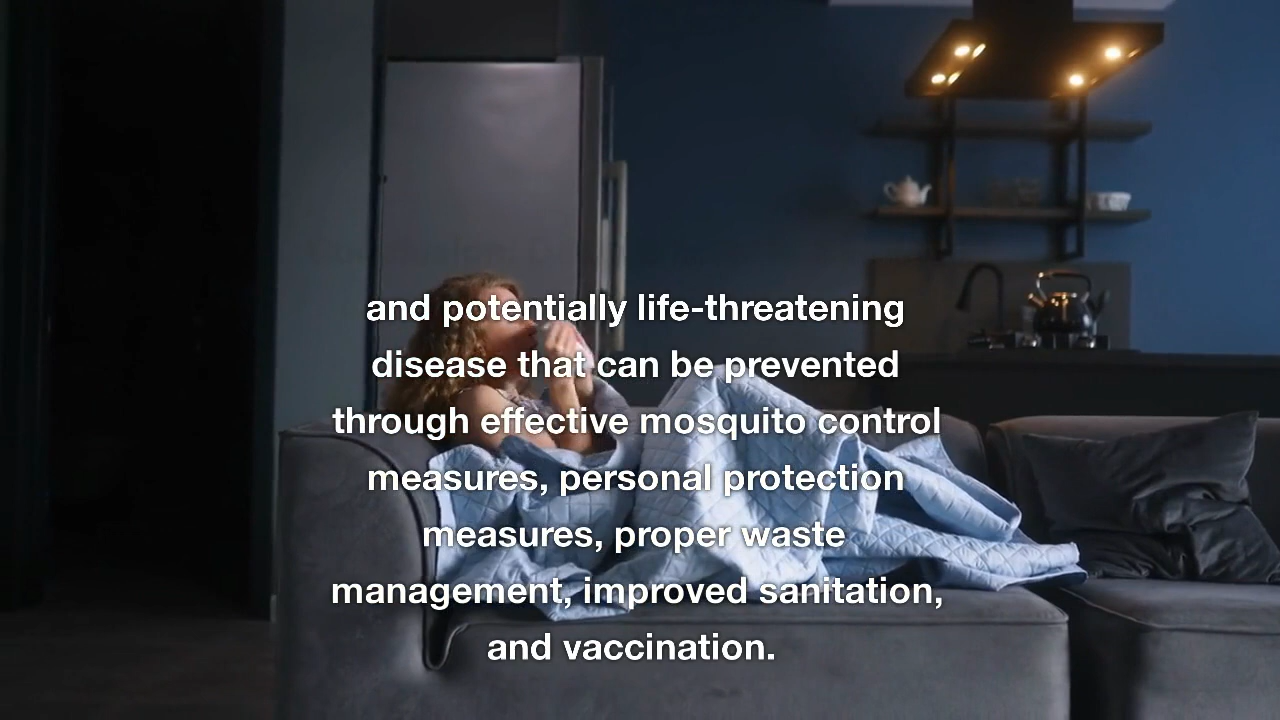 and potentially life-threatening
disease that can be prevented
through effective mosquito control
measures, personal protection
measures, proper waste
management, improved sanitation,
and vaccination.